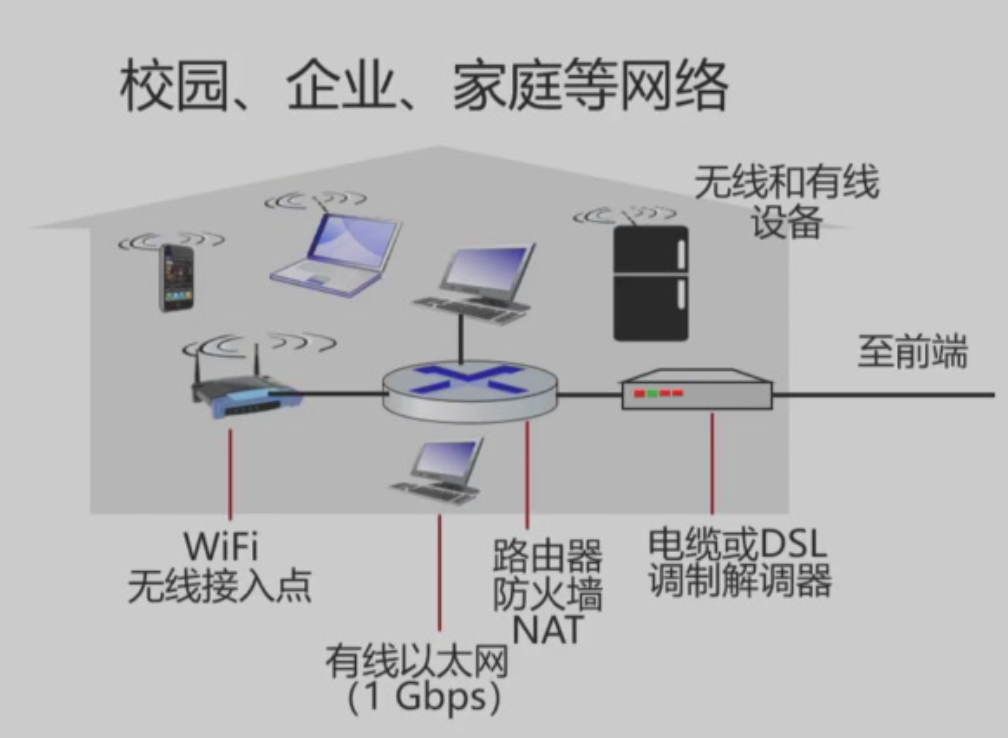 校园、企业、家庭等网络
无线和有线
设备
至前端
WiFi
无线接入点
有线以太网
(1 Gbps)
路由器
防火墙
NAT
电缆或DSL
调制解调器